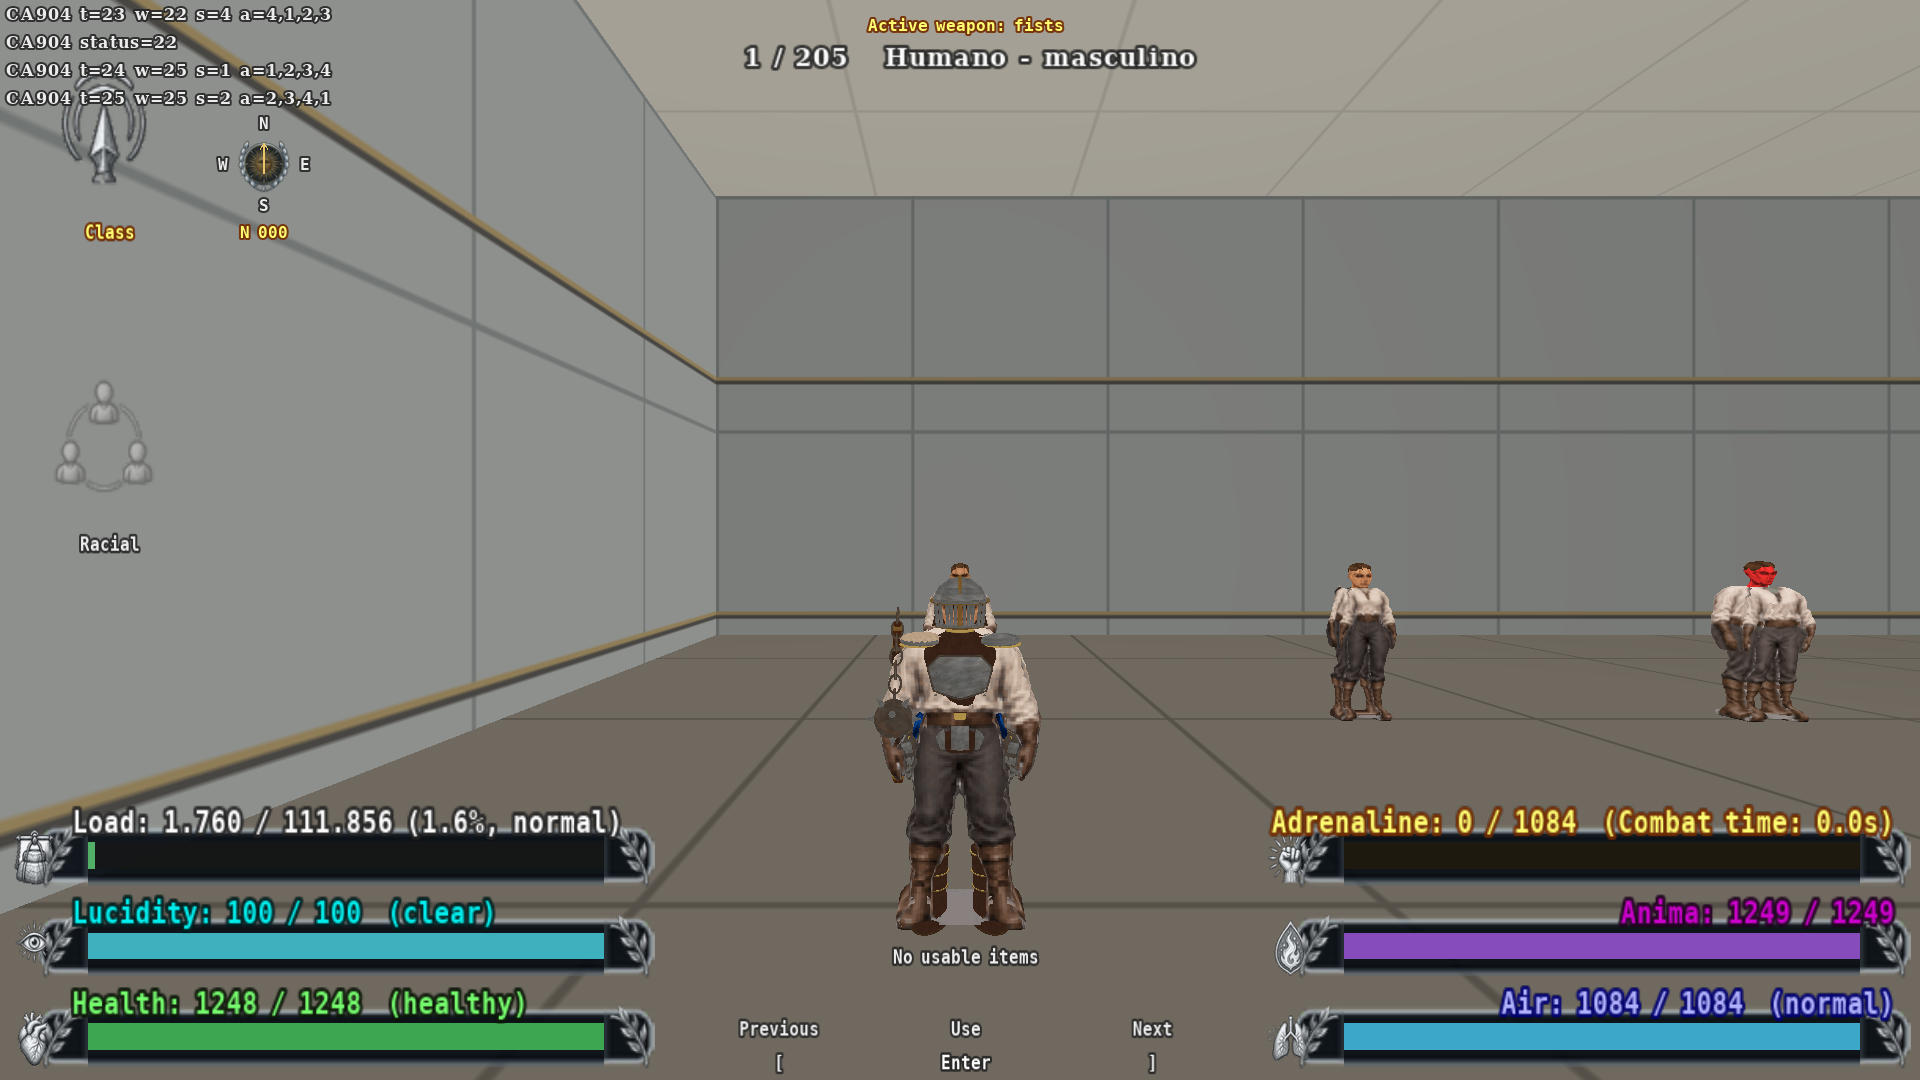 CA904 t=23 w=22 s=4 a=4,1,2,3
CA904 status=22
CA904 t=24 w=25 s=1 a=1,2,3,4
CA904 t=25 w=25 s=2 a=2,3,4,1
Active weapon: fists
1 / 205 Humano - masculino
N
W E
S
N 000
Class
Racial
Load: 1.760 / 111.856 (1.6%, normal)
Lucidity: 100 / 100 (clear)
Health: 1248 / 1248 (healthy)
Adrenaline: 0 / 1084 (Combat time: 0.0s)
Anima: 1249 / 1249
Air: 1084 / 1084 (normal)
No usable items
Previous Use Next
[ Enter ]